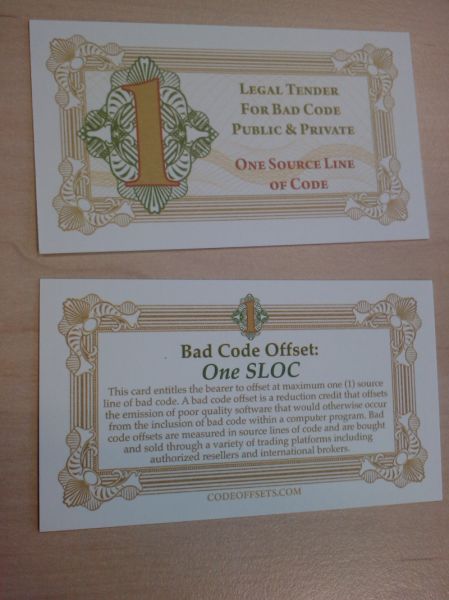 1
Legal Tender
For Bad Code
Public & Private
One Source Line
of Code
1
Bad Code Offset:
One SLOC
This card entitles the bearer to offset at maximum one (1) source
line of bad code. A bad code offset is a reduction credit that offsets
the emission of poor quality software that would otherwise occur
from the inclusion of bad code within a computer program. Bad
code offsets are measured in source lines of code and are bought
and sold through a variety of trading platforms including
authorized resellers and international brokers.
CODEOFFSETS.COM